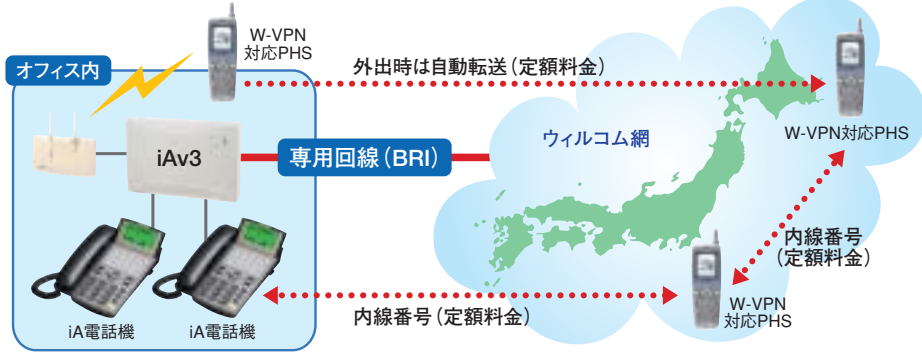 W-VPN
対応PHS
オフィス内
外出時は自動転送(定額料金)
W-VPN対応PHS
iAv3
専用回線(BRI)
ウィルコム網
内線番号
(定額料金)
iA電話機
iA電話機
内線番号(定額料金)
W-VPN
対応PHS